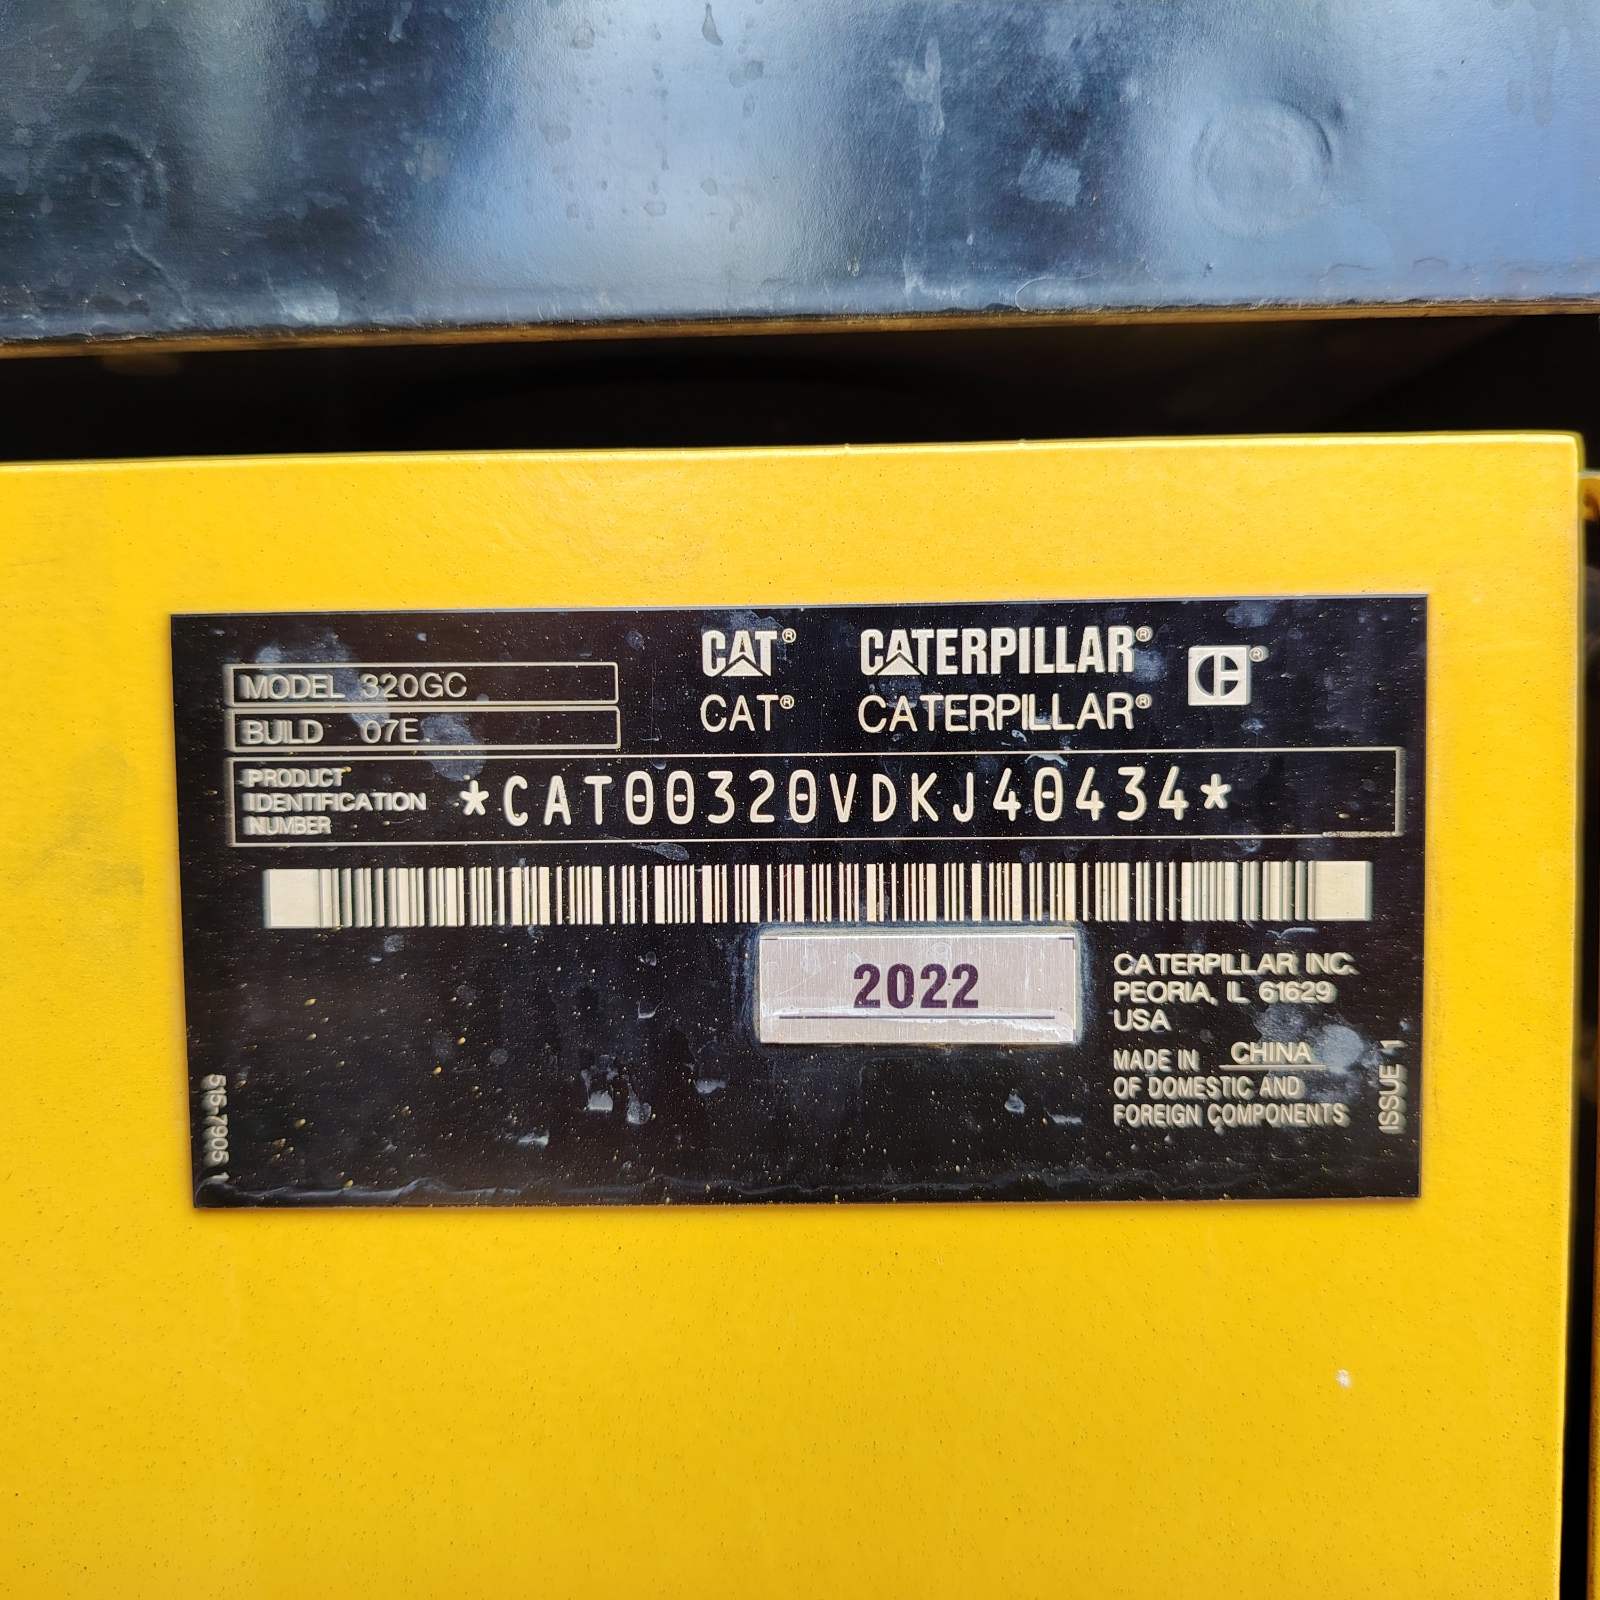 MODEL 320GC
BUILD 07E
CAT® CATERPILLAR® ®
CAT® CATERPILLAR®
PRODUCT IDENTIFICATION NUMBER *CAT00320VDKJ40434*
2022
CATERPILLAR INC.
PEORIA, IL 61629
USA
MADE IN CHINA
OF DOMESTIC AND
FOREIGN COMPONENTS
ISSUE 1
515-7905 1